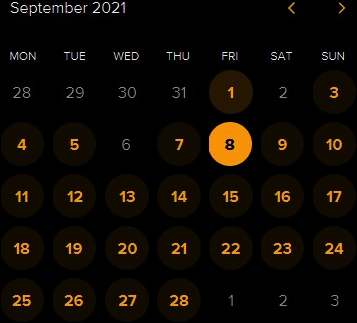 September 2021
MON TUE WED THU FRI SAT SUN
28 29 30 31 1 2 3
4 5 6 7 8 9 10
11 12 13 14 15 16 17
18 19 20 21 22 23 24
25 26 27 28 1 2 3